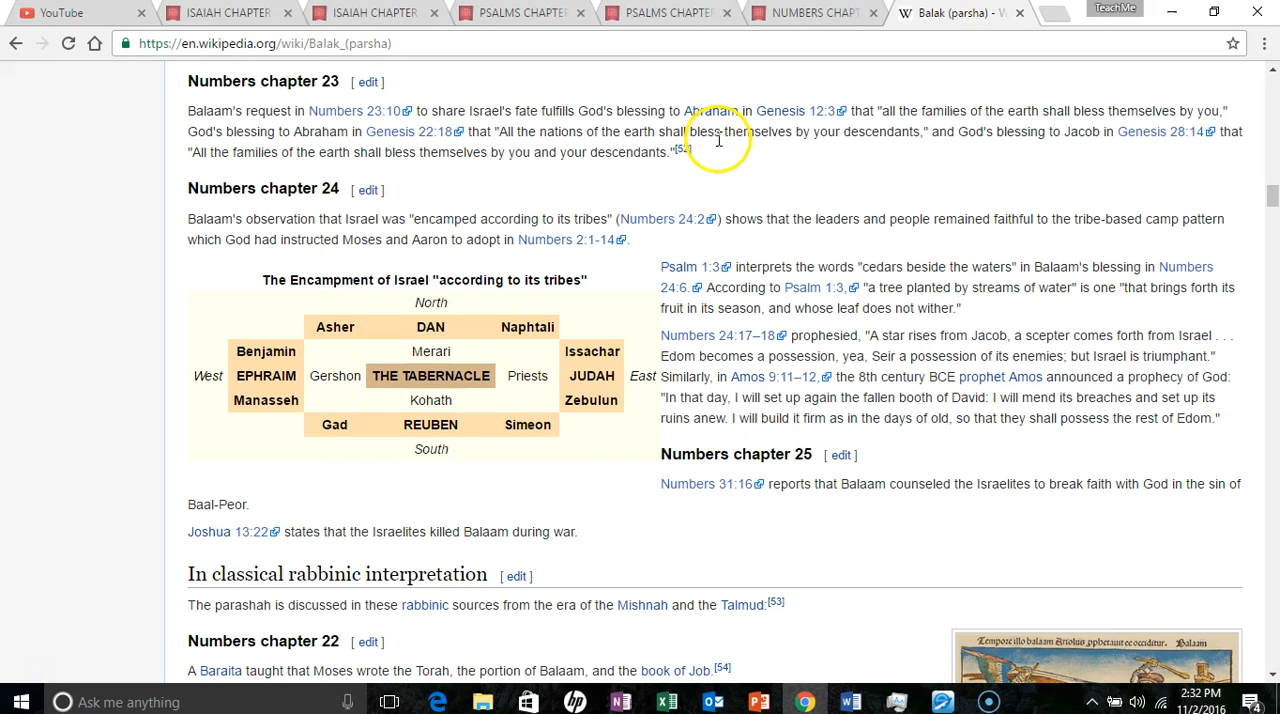 YouTube
ISAIAH CHAPTER
ISAIAH CHAPTER
PSALMS CHAPTE
PSALMS CHAPTE
NUMBERS CHAPT
Balak (parsha) - W
TeachMe
https://en.wikipedia.org/wiki/Balak_(parsha)
Numbers chapter 23 [ edit ]
Balaam's request in Numbers 23:10 to share Israel's fate fulfills God's blessing to Abraham in Genesis 12:3 that "all the families of the earth shall bless themselves by you,"
God's blessing to Abraham in Genesis 22:18 that "All the nations of the earth shall bless themselves by your descendants," and God's blessing to Jacob in Genesis 28:14 that
"All the families of the earth shall bless themselves by you and your descendants."[52]
Numbers chapter 24 [ edit ]
Balaam's observation that Israel was "encamped according to its tribes" (Numbers 24:2) shows that the leaders and people remained faithful to the tribe-based camp pattern
which God had instructed Moses and Aaron to adopt in Numbers 2:1-14.
The Encampment of Israel "according to its tribes"
North
Asher DAN Naphtali
Benjamin Merari Issachar
West EPHRAIM Gershon THE TABERNACLE Priests JUDAH East
Manasseh Kohath Zebulun
Gad REUBEN Simeon
South
Psalm 1:3 interprets the words "cedars beside the waters" in Balaam's blessing in Numbers
24:6. According to Psalm 1:3, "a tree planted by streams of water" is one "that brings forth its
fruit in its season, and whose leaf does not wither."
Numbers 24:17–18 prophesied, "A star rises from Jacob, a scepter comes forth from Israel . . .
Edom becomes a possession, yea, Seir a possession of its enemies; but Israel is triumphant."
Similarly, in Amos 9:11–12, the 8th century BCE prophet Amos announced a prophecy of God:
"In that day, I will set up again the fallen booth of David: I will mend its breaches and set up its
ruins anew. I will build it firm as in the days of old, so that they shall possess the rest of Edom."
Numbers chapter 25 [ edit ]
Numbers 31:16 reports that Balaam counseled the Israelites to break faith with God in the sin of
Baal-Peor.
Joshua 13:22 states that the Israelites killed Balaam during war.
In classical rabbinic interpretation [ edit ]
The parashah is discussed in these rabbinic sources from the era of the Mishnah and the Talmud:[53]
Numbers chapter 22 [ edit ]
A Baraita taught that Moses wrote the Torah, the portion of Balaam, and the book of Job.[54]
Tempore illo balaam Ariolus propheta ut ec occiditur. Balaam
Ask me anything
2:32 PM
11/2/2016
4